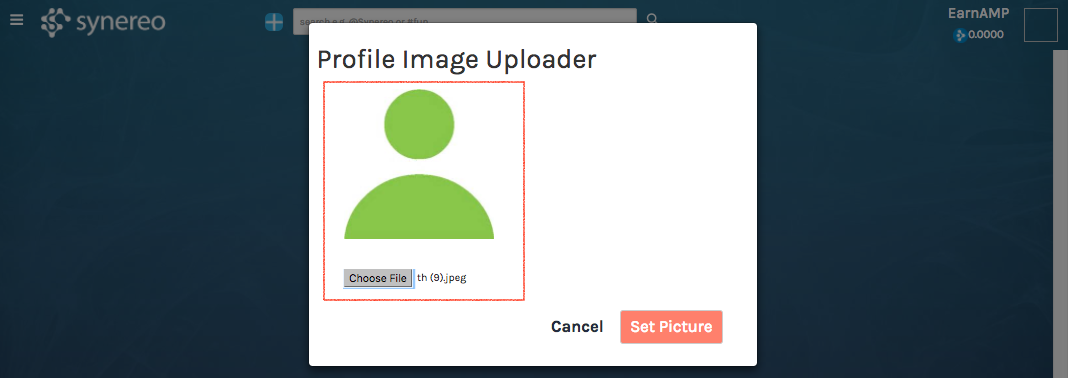 synereo
search e.g. @Synereo or #fun
EarnAMP
0.0000
Profile Image Uploader
Choose File th (9).jpeg
Cancel Set Picture